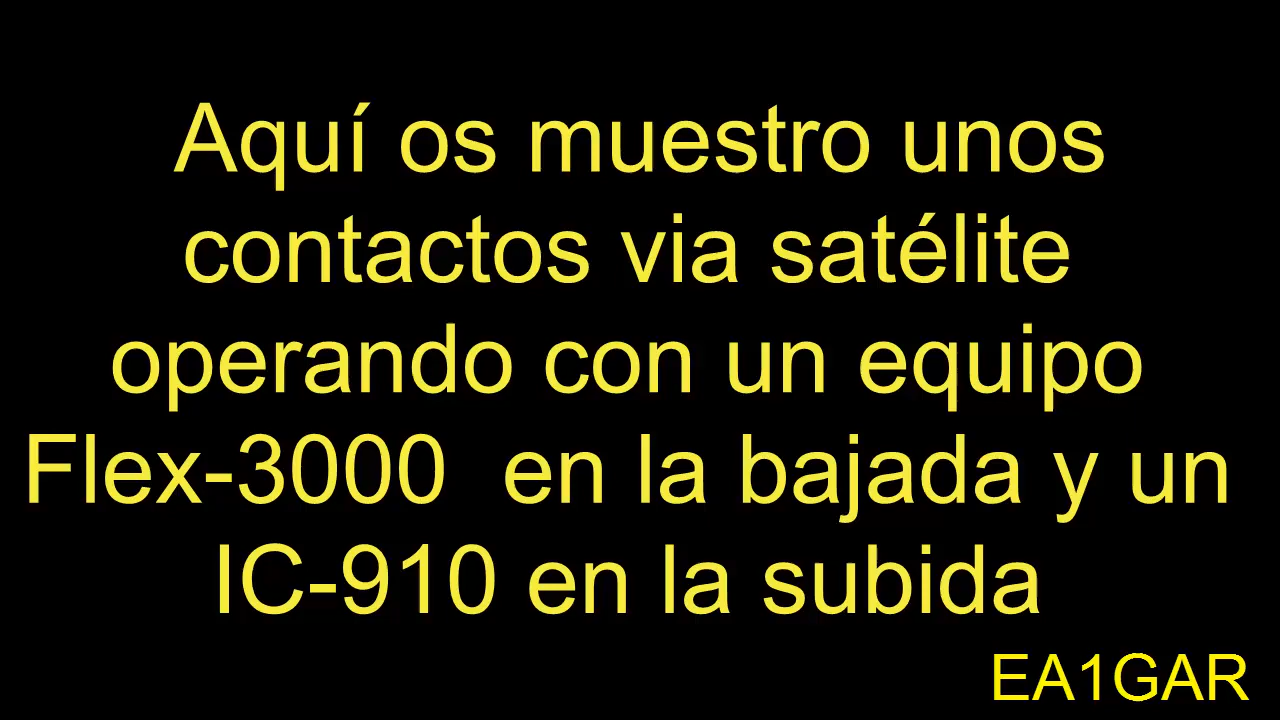 Aquí os muestro unos
contactos via satélite
operando con un equipo
Flex-3000  en la bajada y un
IC-910 en la subida
EA1GAR